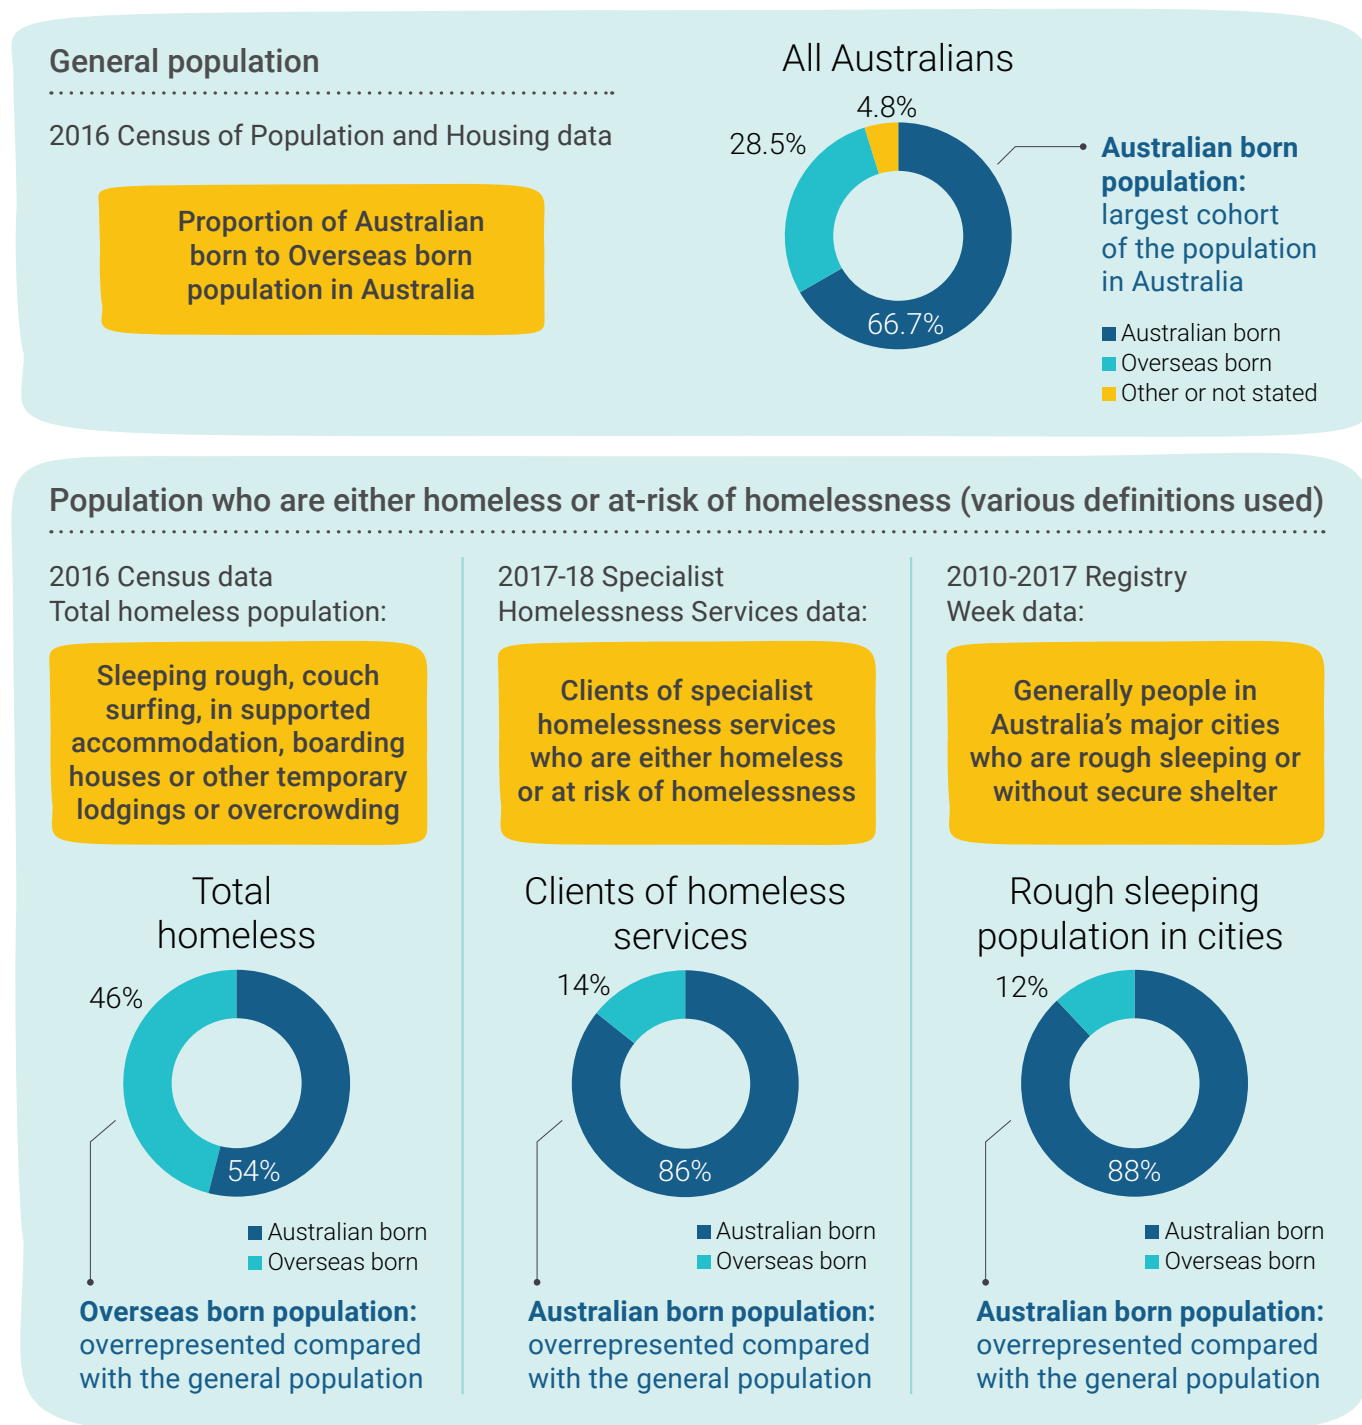 General population
2016 Census of Population and Housing data
Proportion of Australian
born to Overseas born
population in Australia
All Australians
4.8%
28.5%
66.7%
Australian born
population:
largest cohort
of the population
in Australia
Australian born
Overseas born
Other or not stated
Population who are either homeless or at-risk of homelessness (various definitions used)
2016 Census data
Total homeless population:
Sleeping rough, couch
surfing, in supported
accommodation, boarding
houses or other temporary
lodgings or overcrowding
Total
homeless
46%
54%
Australian born
Overseas born
Overseas born population:
overrepresented compared
with the general population
2017-18 Specialist
Homelessness Services data:
Clients of specialist
homelessness services
who are either homeless
or at risk of homelessness
Clients of homeless
services
14%
86%
Australian born
Overseas born
Australian born population:
overrepresented compared
with the general population
2010-2017 Registry
Week data:
Generally people in
Australia's major cities
who are rough sleeping or
without secure shelter
Rough sleeping
population in cities
12%
88%
Australian born
Overseas born
Australian born population:
overrepresented compared
with the general population